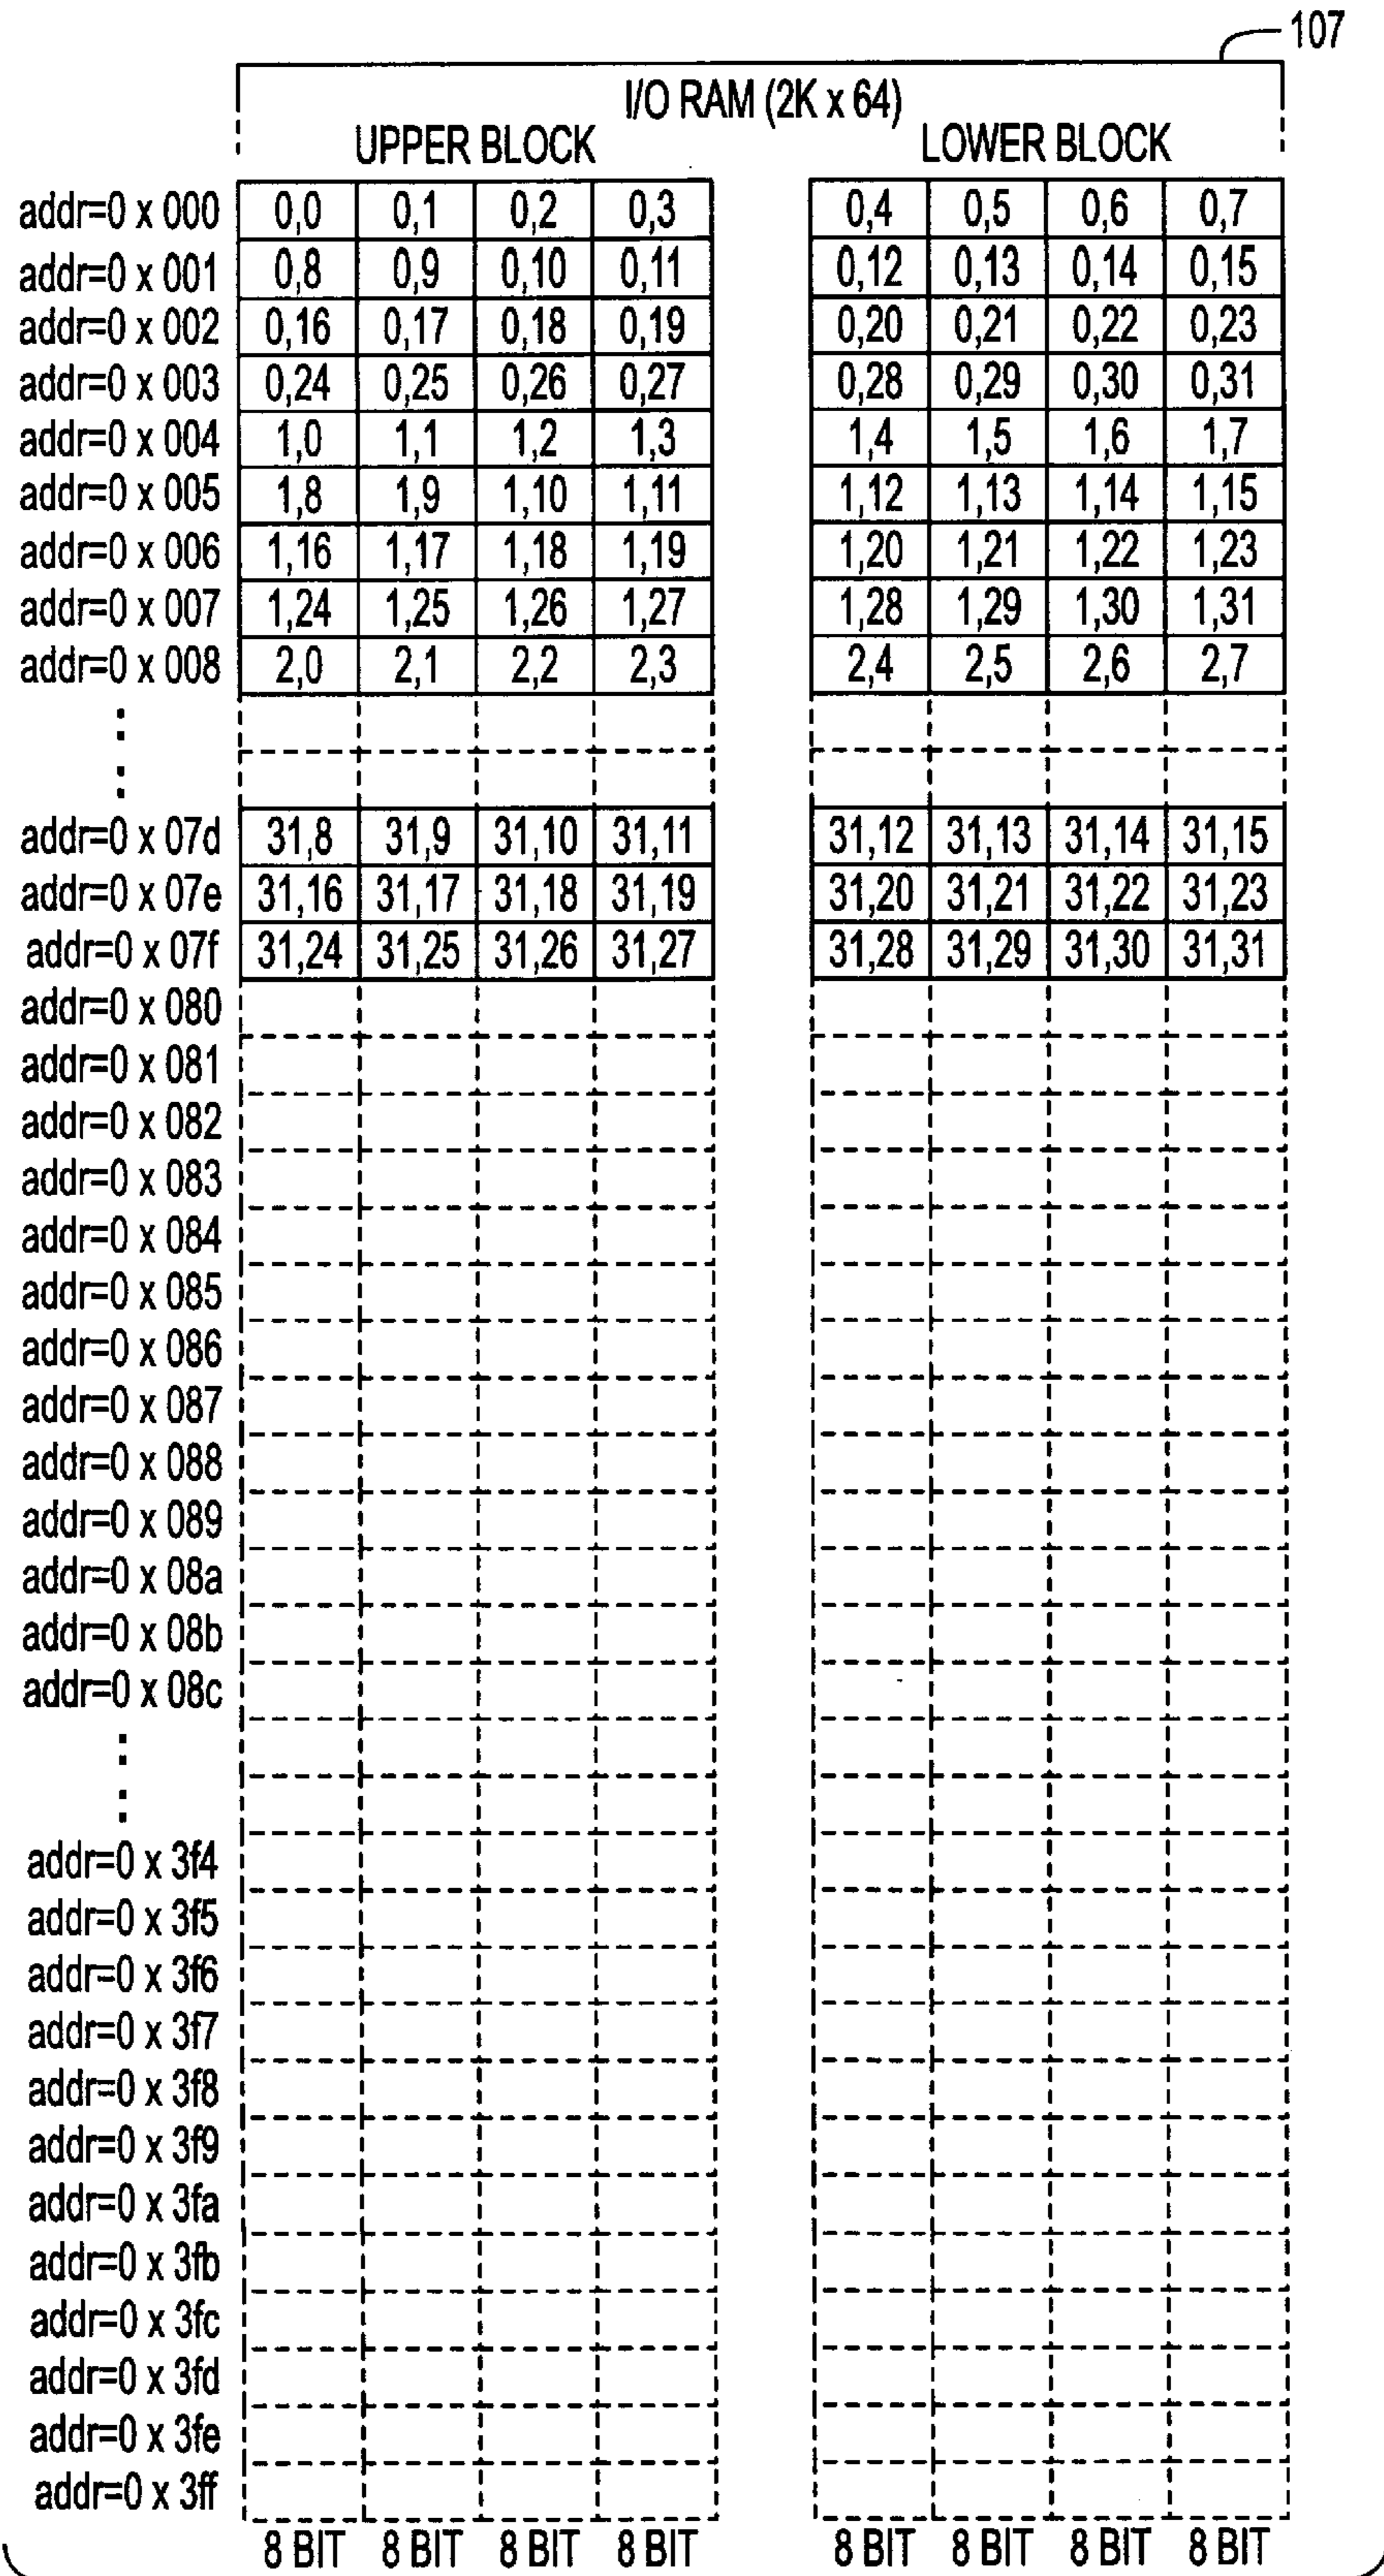 107
I/O RAM (2K x 64)
UPPER BLOCK LOWER BLOCK
addr=0 x 000 0,0 0,1 0,2 0,3 0,4 0,5 0,6 0,7
addr=0 x 001 0,8 0,9 0,10 0,11 0,12 0,13 0,14 0,15
addr=0 x 002 0,16 0,17 0,18 0,19 0,20 0,21 0,22 0,23
addr=0 x 003 0,24 0,25 0,26 0,27 0,28 0,29 0,30 0,31
addr=0 x 004 1,0 1,1 1,2 1,3 1,4 1,5 1,6 1,7
addr=0 x 005 1,8 1,9 1,10 1,11 1,12 1,13 1,14 1,15
addr=0 x 006 1,16 1,17 1,18 1,19 1,20 1,21 1,22 1,23
addr=0 x 007 1,24 1,25 1,26 1,27 1,28 1,29 1,30 1,31
addr=0 x 008 2,0 2,1 2,2 2,3 2,4 2,5 2,6 2,7
addr=0 x 07d 31,8 31,9 31,10 31,11 31,12 31,13 31,14 31,15
addr=0 x 07e 31,16 31,17 31,18 31,19 31,20 31,21 31,22 31,23
addr=0 x 07f 31,24 31,25 31,26 31,27 31,28 31,29 31,30 31,31
addr=0 x 080
addr=0 x 081
addr=0 x 082
addr=0 x 083
addr=0 x 084
addr=0 x 085
addr=0 x 086
addr=0 x 087
addr=0 x 088
addr=0 x 089
addr=0 x 08a
addr=0 x 08b
addr=0 x 08c
addr=0 x 3f4
addr=0 x 3f5
addr=0 x 3f6
addr=0 x 3f7
addr=0 x 3f8
addr=0 x 3f9
addr=0 x 3fa
addr=0 x 3fb
addr=0 x 3fc
addr=0 x 3fd
addr=0 x 3fe
addr=0 x 3ff
8 BIT 8 BIT 8 BIT 8 BIT 8 BIT 8 BIT 8 BIT 8 BIT